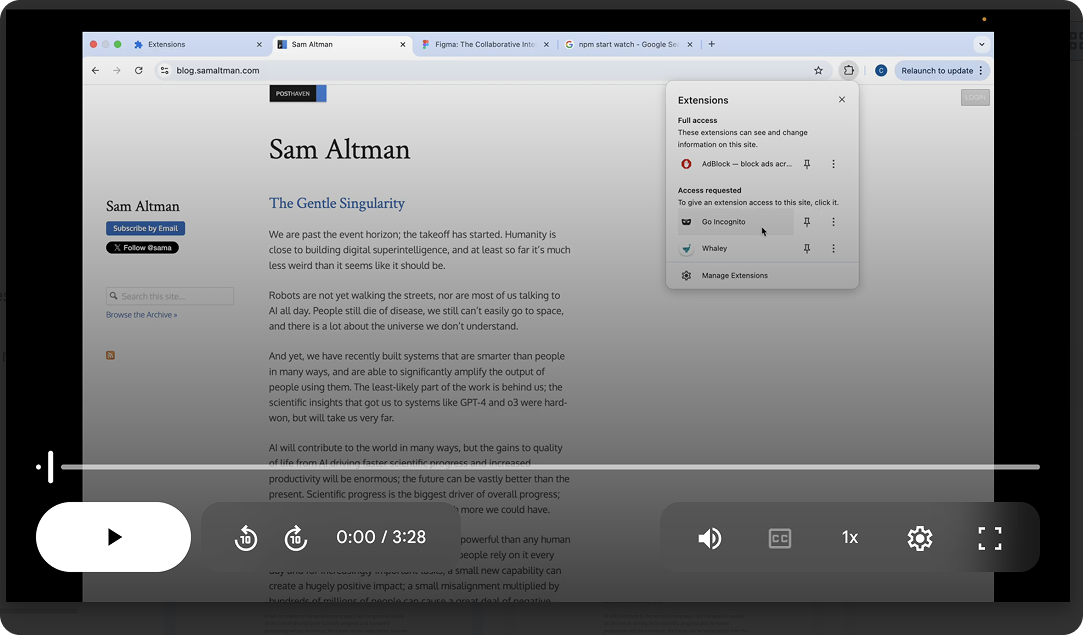 Extensions
Sam Altman
Figma: The Collaborative Inte
npm start watch - Google Se
blog.samaltman.com
C
Relaunch to update
POSTHAVEN
LOGIN
Sam Altman
Sam Altman
Subscribe by Email
X Follow @sama
Search this site...
Browse the Archive »
The Gentle Singularity
We are past the event horizon; the takeoff has started. Humanity is
close to building digital superintelligence, and at least so far it's much
less weird than it seems like it should be.
Robots are not yet walking the streets, nor are most of us talking to
AI all day. People still die of disease, we still can't easily go to space,
and there is a lot about the universe we don't understand.
And yet, we have recently built systems that are smarter than people
in many ways, and are able to significantly amplify the output of
people using them. The least-likely part of the work is behind us; the
scientific insights that got us to systems like GPT-4 and o3 were hard-
won, but will take us very far.
AI will contribute to the world in many ways, but the gains to quality
of life from AI driving faster scientific progress and increased
productivity will be enormous; the future can be vastly better than the
present. Scientific progress is the biggest driver of overall progress;
more we could have.
powerful than any human
people rely on it every
day and for increasingly important tasks; a small new capability can
create a hugely positive impact; a small misalignment multiplied by
hundreds of millions of people can cause a great deal of negative
Extensions
Full access
These extensions can see and change
information on this site.
AdBlock — block ads acr...
Access requested
To give an extension access to this site, click it.
Go Incognito
Whaley
Manage Extensions
10
10
0:00 / 3:28
CC
1x